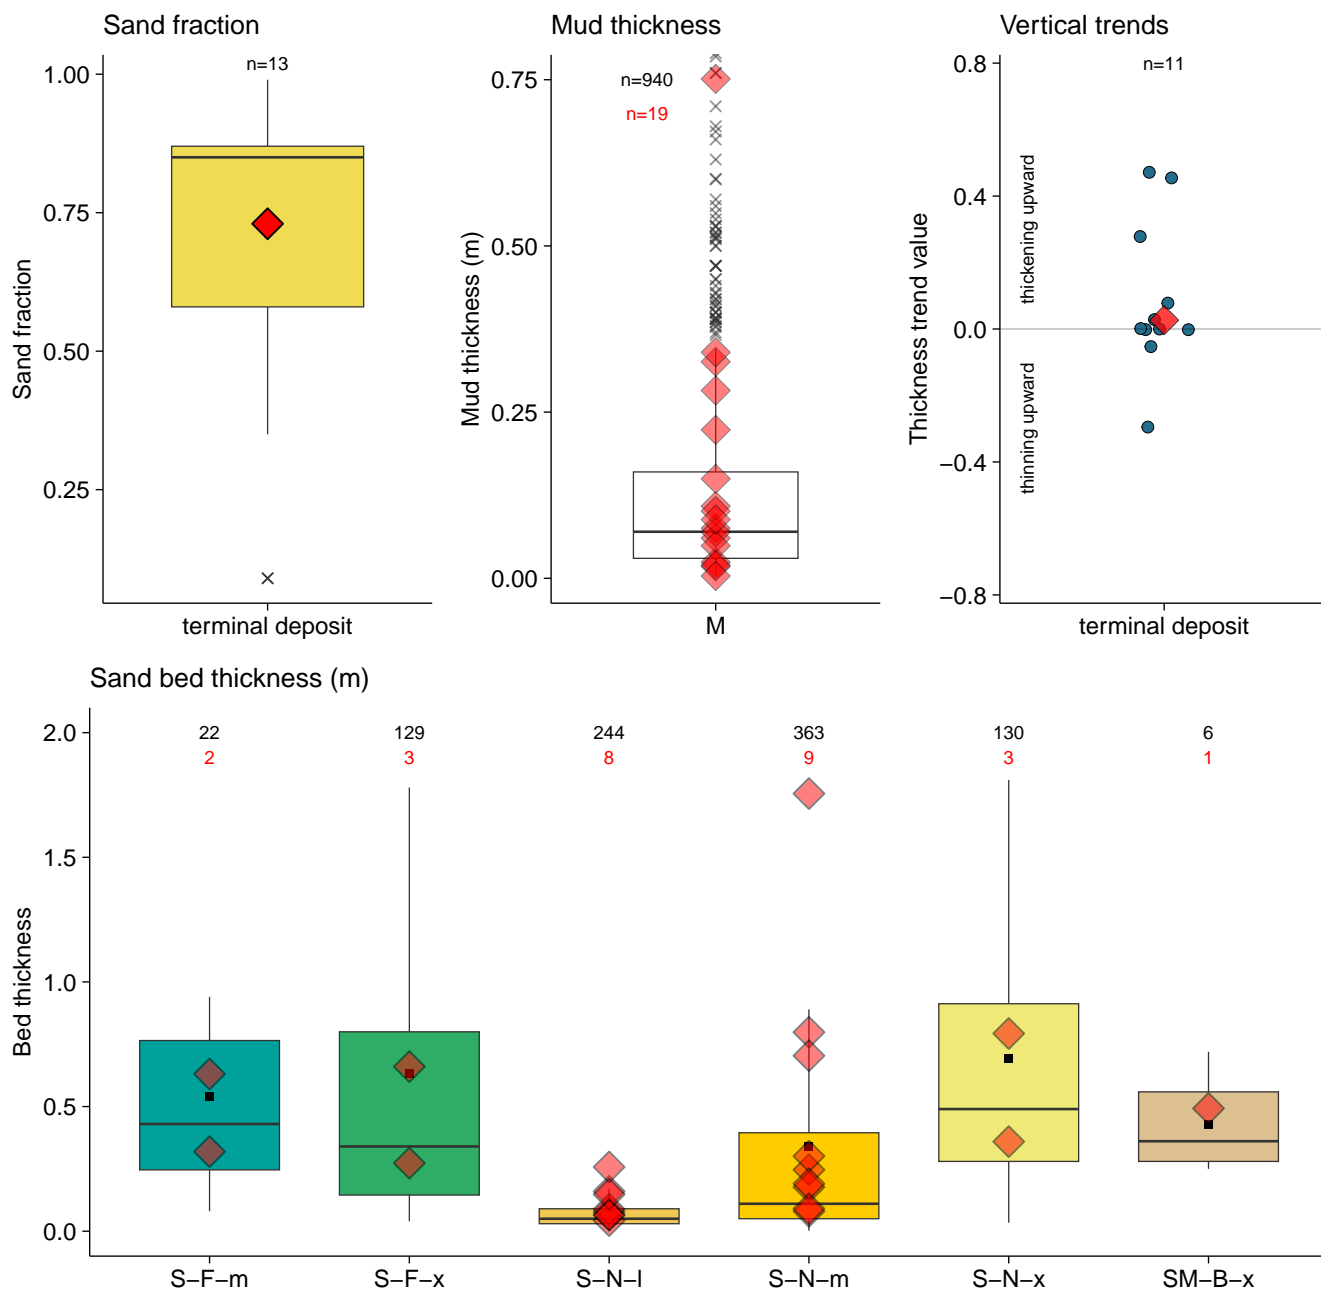 Sand fraction
n=13
1.00
0.75
0.50
0.25
Sand fraction
terminal deposit
Mud thickness
n=940
n=19
0.75
0.50
0.25
0.00
Mud thickness (m)
M
Vertical trends
n=11
0.8
0.4
0.0
−0.4
−0.8
Thickness trend value
thickening upward
thinning upward
terminal deposit
Sand bed thickness (m)
2.0
1.5
1.0
0.5
0.0
Bed thickness
22 129 244 363 130 6
2 3 8 9 3 1
S−F−m S−F−x S−N−l S−N−m S−N−x SM−B−x